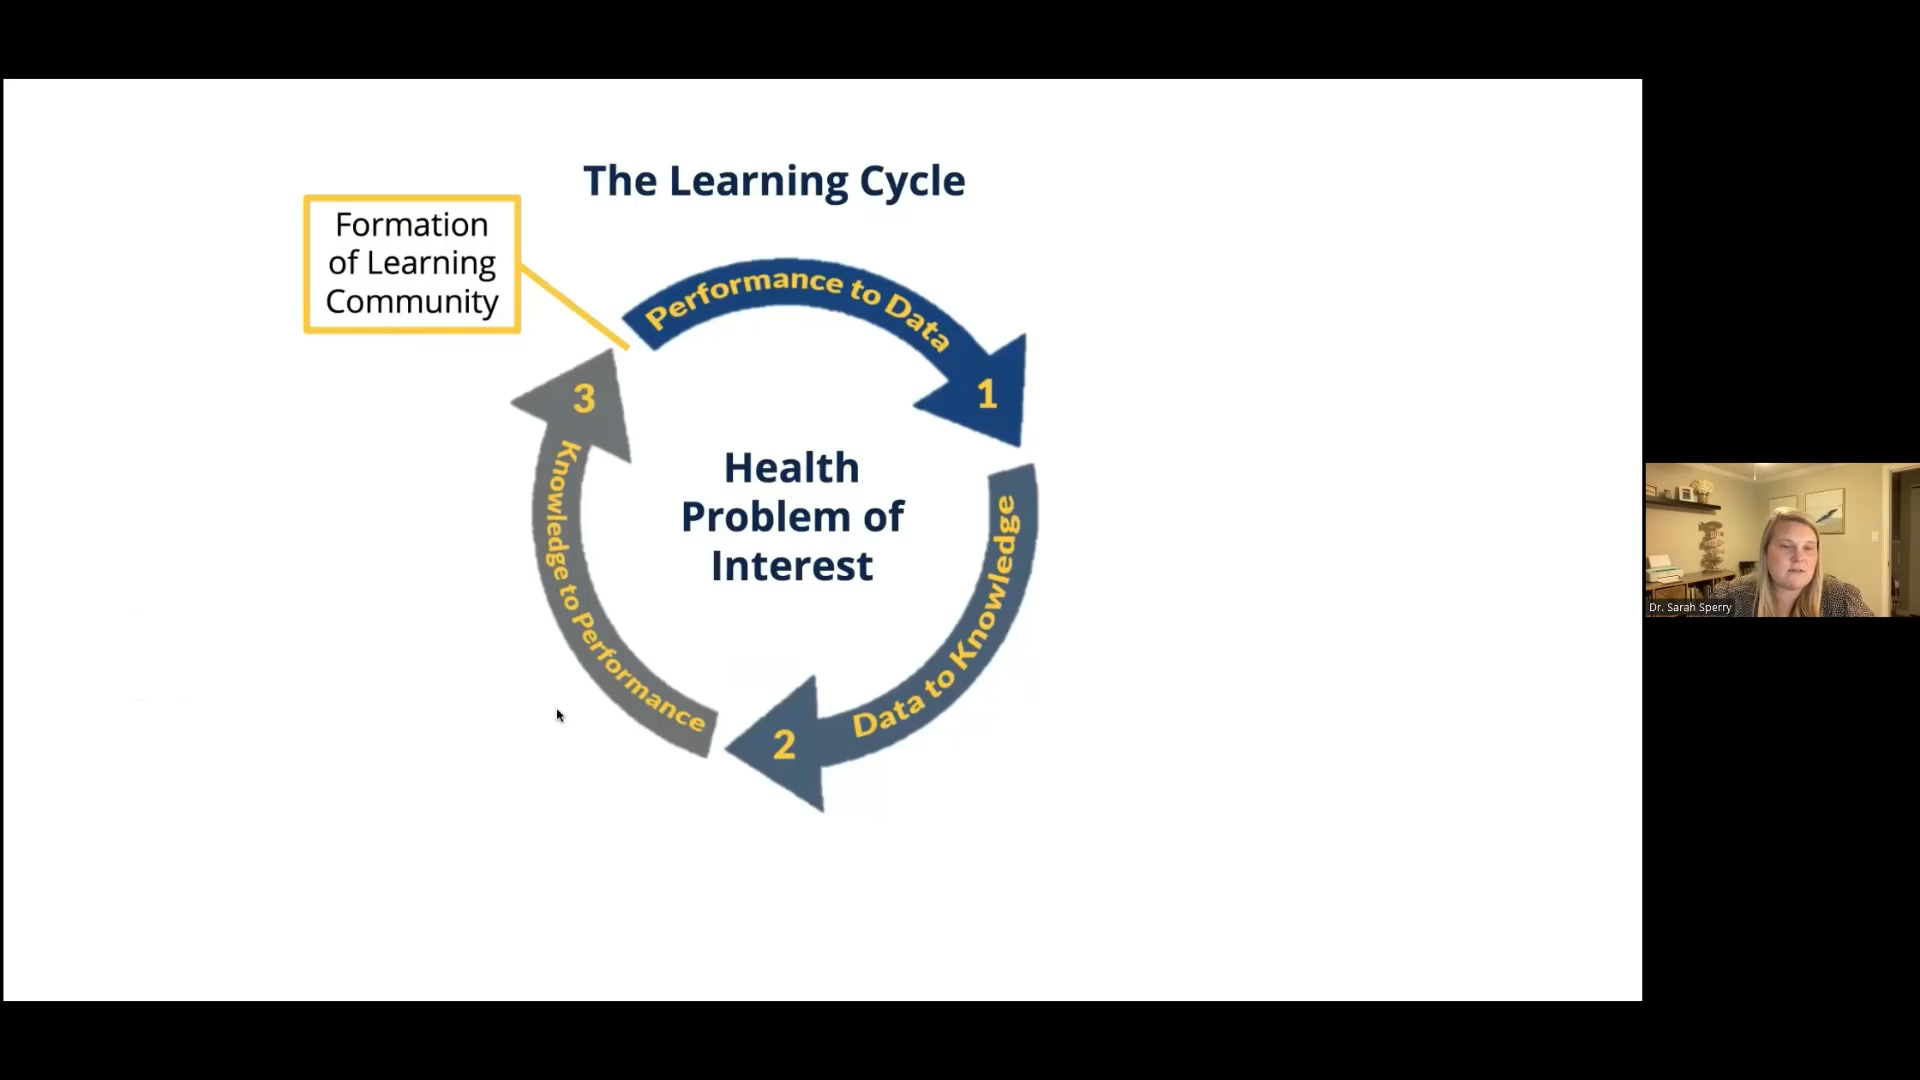 The Learning Cycle
Formation
of Learning
Community
Performance to Data
1
Data to Knowledge
2
Knowledge to Performance
3
Health
Problem of
Interest
Dr. Sarah Sperry